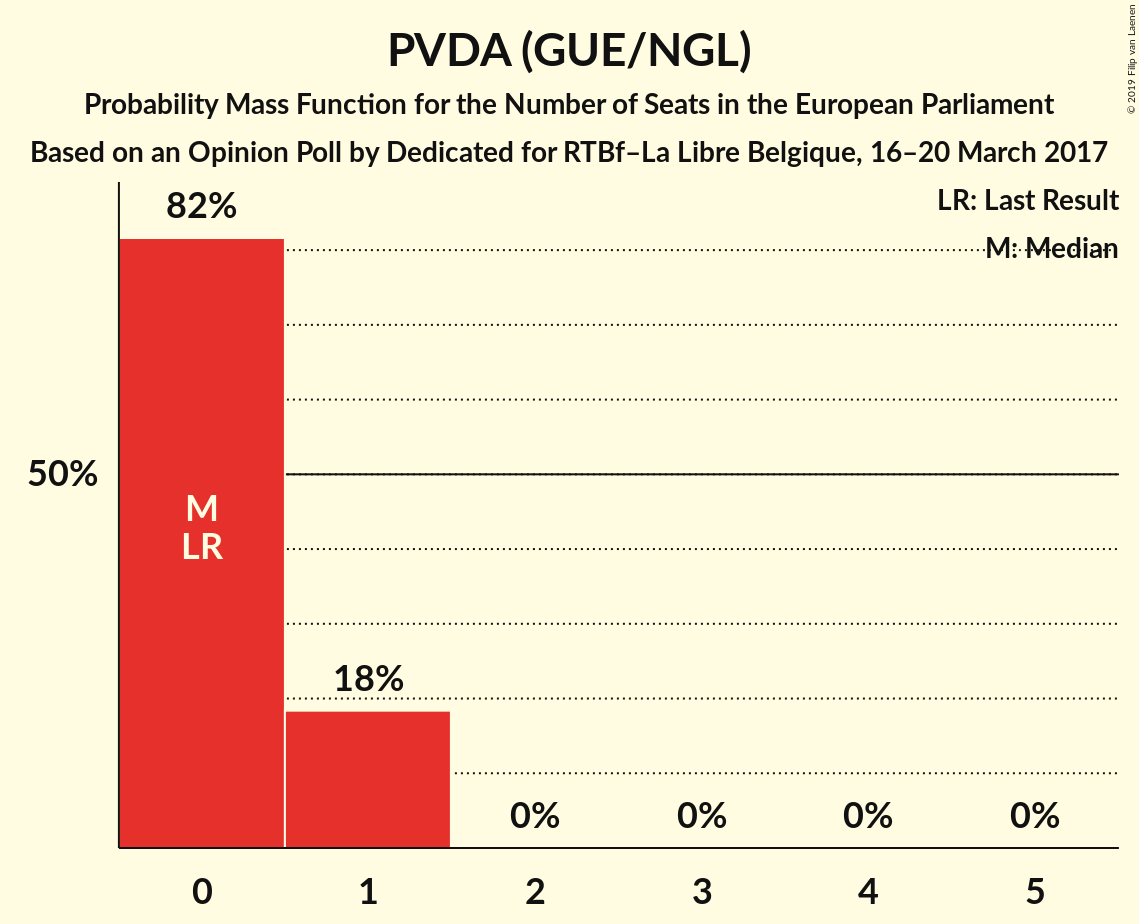 PVDA (GUE/NGL)
Probability Mass Function for the Number of Seats in the European Parliament
Based on an Opinion Poll by Dedicated for RTBf–La Libre Belgique, 16–20 March 2017
© 2019 Filip van Laenen
LR: Last Result
M: Median
82%
50%
M
LR
18%
0% 0% 0% 0%
0 1 2 3 4 5